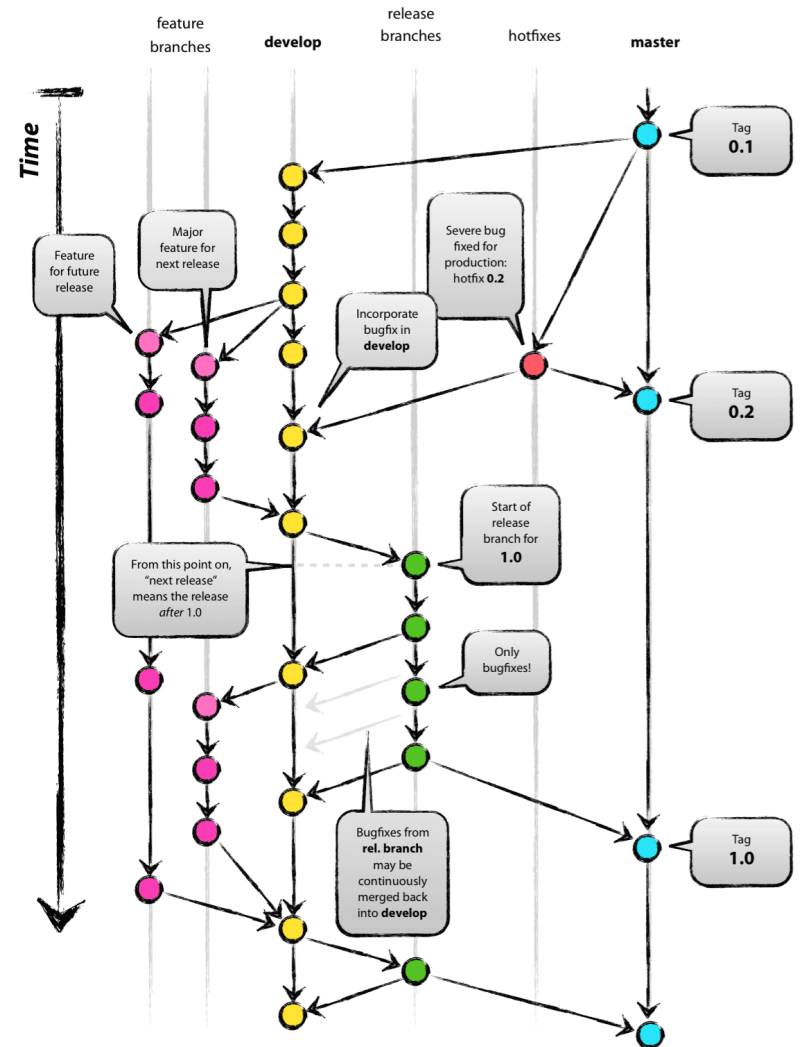 feature
branches
develop
release
branches
hotfixes
master
Time
Tag
0.1
Major
feature for
next release
Feature
for future
release
Severe bug
fixed for
production:
hotfix 0.2
Incorporate
bugfix in
develop
Tag
0.2
Start of
release
branch for
1.0
From this point on,
“next release”
means the release
after 1.0
Only
bugfixes!
Bugfixes from
rel. branch
may be
continuously
merged back
into develop
Tag
1.0